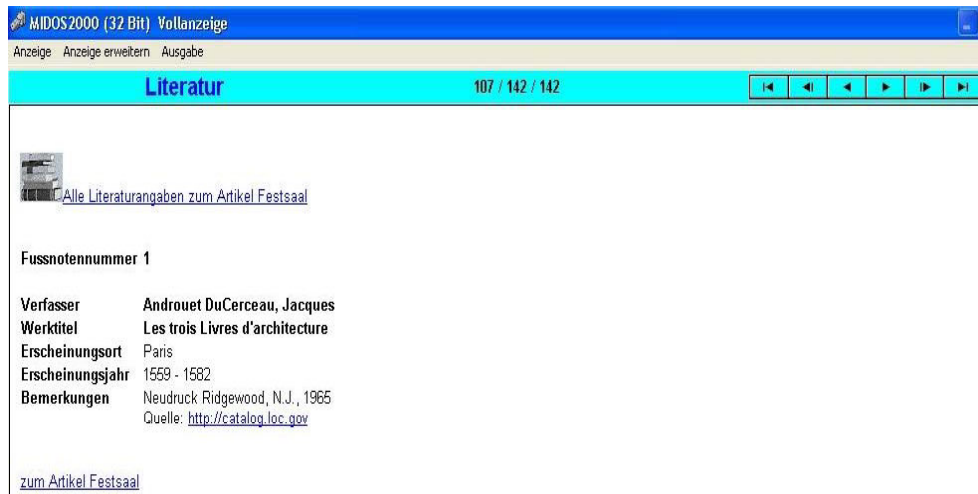 MIDOS2000 (32 Bit) Vollanzeige
Anzeige Anzeige erweitern Ausgabe
Literatur 107 / 142 / 142
Alle Literaturangaben zum Artikel Festsaal
Fussnotennummer 1
Verfasser Androuet DuCerceau, Jacques
Werktitel Les trois Livres d'architecture
Erscheinungsort Paris
Erscheinungsjahr 1559 - 1582
Bemerkungen Neudruck Ridgewood, N.J., 1965
Quelle: http://catalog.loc.gov
zum Artikel Festsaal